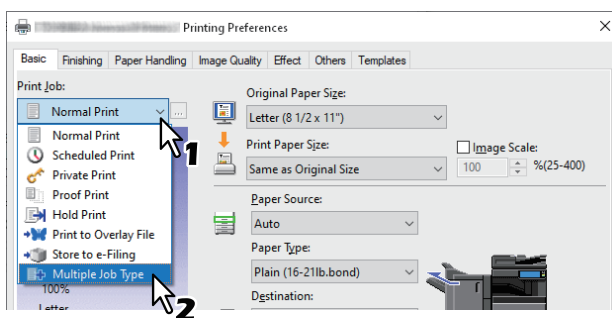 Printing Preferences
Basic Finishing Paper Handling Image Quality Effect Others Templates
Print Job:
Normal Print
...
Normal Print
Scheduled Print
Private Print
Proof Print
Hold Print
Print to Overlay File
Store to e-Filing
Multiple Job Type
100%
Letter
1
2
Original Paper Size:
Letter (8 1/2 x 11")
Print Paper Size:
Same as Original Size
Image Scale:
100 %(25-400)
Paper Source:
Auto
Paper Type:
Plain (16-21lb.bond)
Destination: